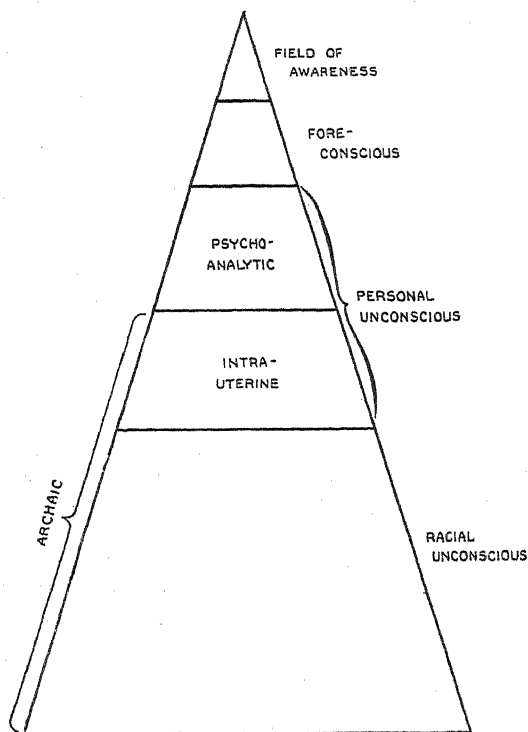 FIELD OF
AWARENESS
FORE-
CONSCIOUS
PSYCHO-
ANALYTIC
PERSONAL
UNCONSCIOUS
INTRA-
UTERINE
ARCHAIC
RACIAL
UNCONSCIOUS